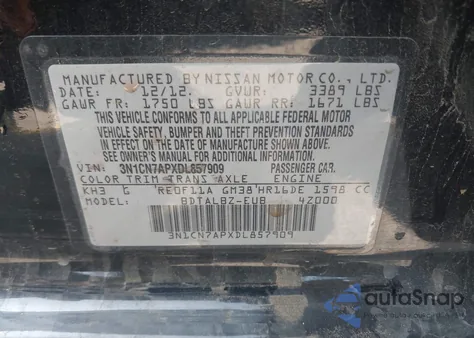 MANUFACTURED BY NISSAN MOTOR CO., LTD.
DATE: 12/12. GVWR: 3389 LBS
GAWR FR: 1750 LBS GAWR RR: 1671 LBS
THIS VEHICLE CONFORMS TO ALL APPLICABLE FEDERAL MOTOR
VEHICLE SAFETY, BUMPER AND THEFT PREVENTION STANDARDS
IN EFFECT ON THE DATE OF MANUFACTURE SHOWN ABOVE.
SEE OWNER'S MANUAL FOR ADDITIONAL INFORMATION.
VIN: 3N1CN7APXDL857909 PASSENGER CAR.
COLOR TRIM TRANS AXLE ENGINE
KH3 G RE0F11A GM38 HR16DE 1598 CC
MODEL: BDTALBZ-EUB 4Z000
3N1CN7APXDL857909
autoSnap